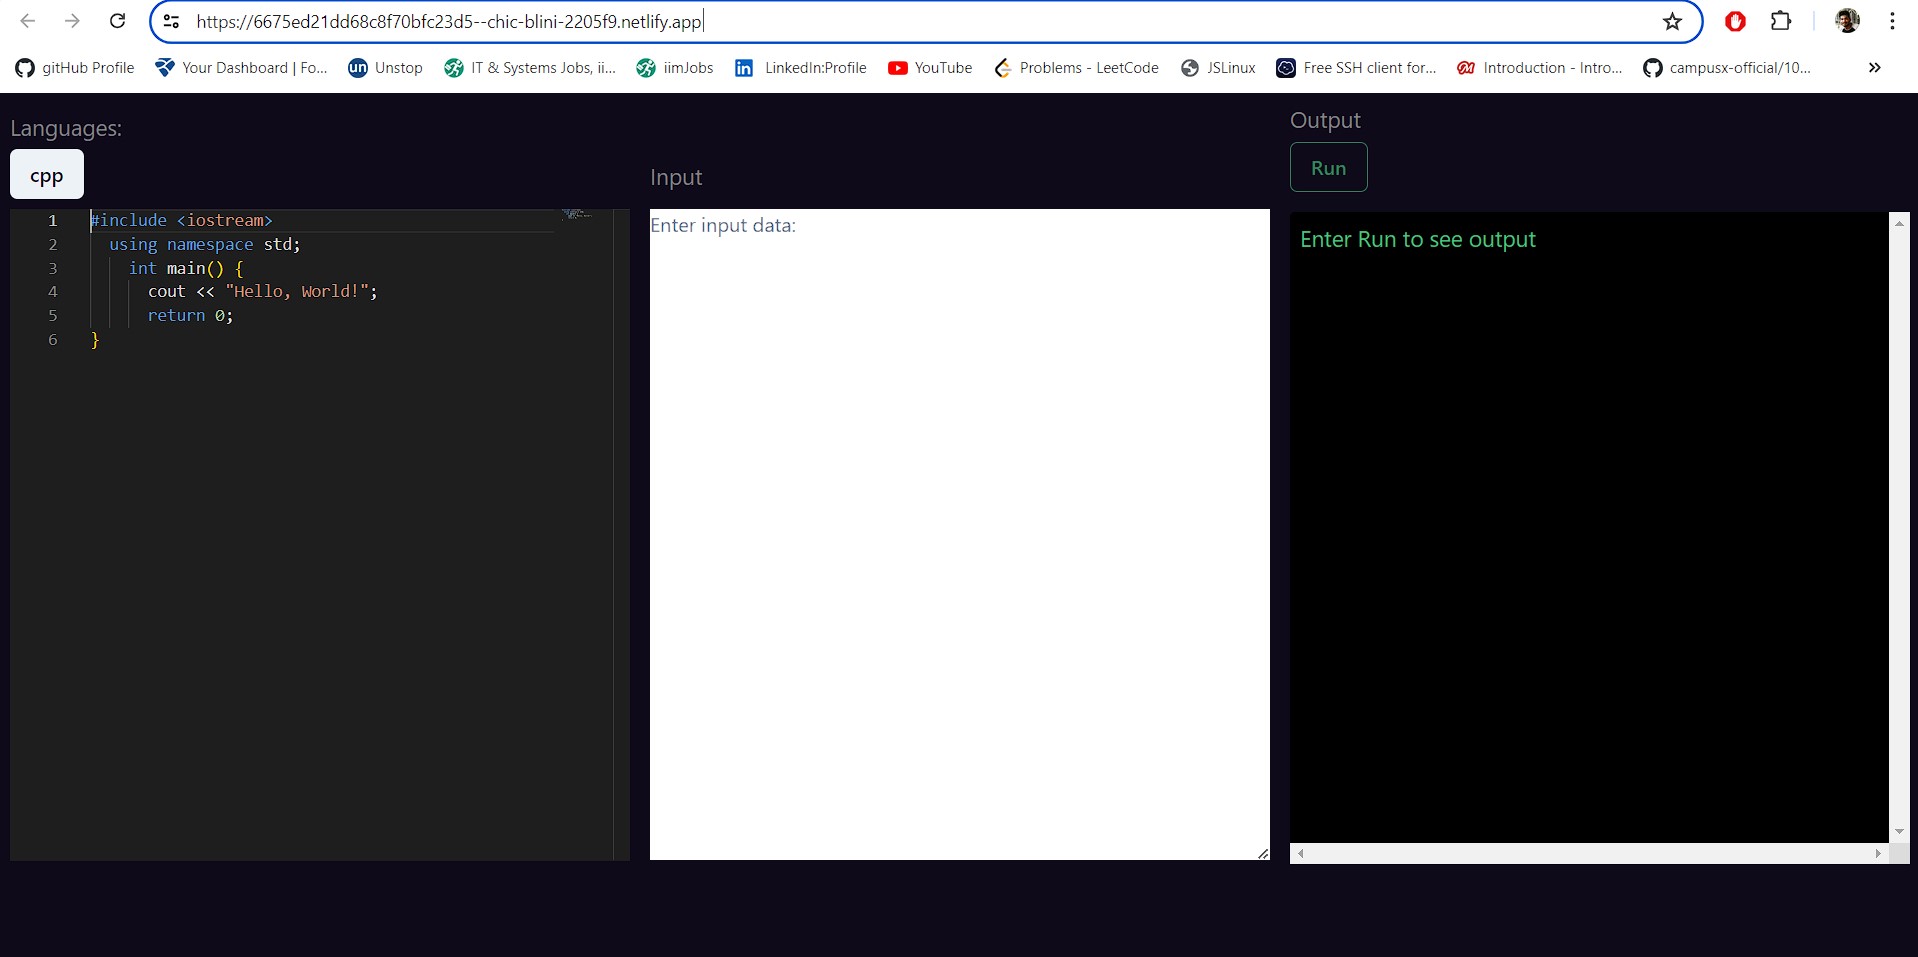 https://6675ed21dd68c8f70bfc23d5--chic-blini-2205f9.netlify.app
gitHub Profile Your Dashboard | Fo... un Unstop IT & Systems Jobs, ii... iimJobs in LinkedIn:Profile YouTube Problems - LeetCode JSLinux Free SSH client for... Introduction - Intro... campusx-official/10... »
Languages:
cpp
1 #include <iostream>
2 using namespace std;
3 int main() {
4 cout << "Hello, World!";
5 return 0;
6 }
Input
Enter input data:
Output
Run
Enter Run to see output